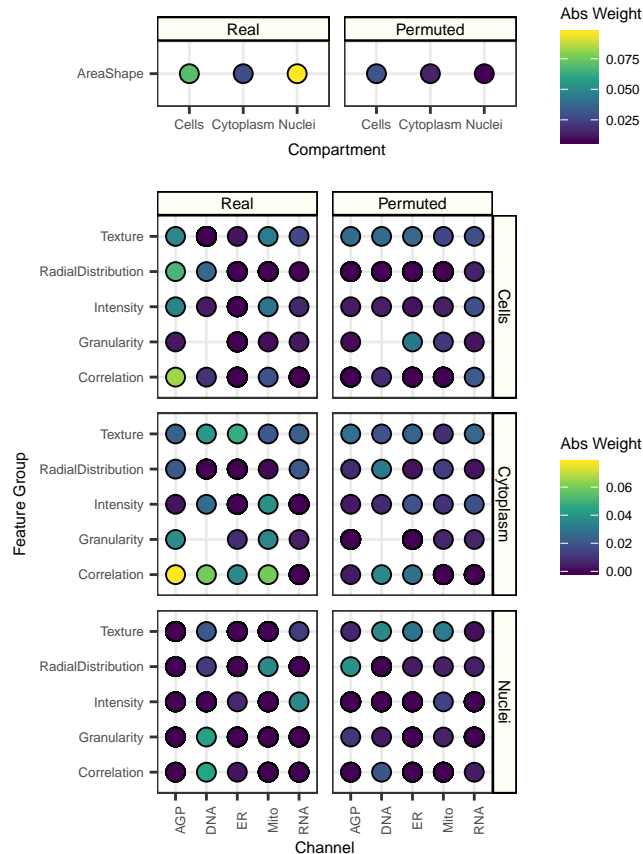 Real Permuted
AreaShape
Cells Cytoplasm Nuclei Cells Cytoplasm Nuclei
Compartment
Abs Weight
0.075
0.050
0.025
Real Permuted
Texture
RadialDistribution
Intensity
Granularity
Correlation
Cells
Texture
RadialDistribution
Intensity
Granularity
Correlation
Cytoplasm
Texture
RadialDistribution
Intensity
Granularity
Correlation
Nuclei
Feature Group
AGP DNA ER Mito RNA AGP DNA ER Mito RNA
Channel
Abs Weight
0.06
0.04
0.02
0.00